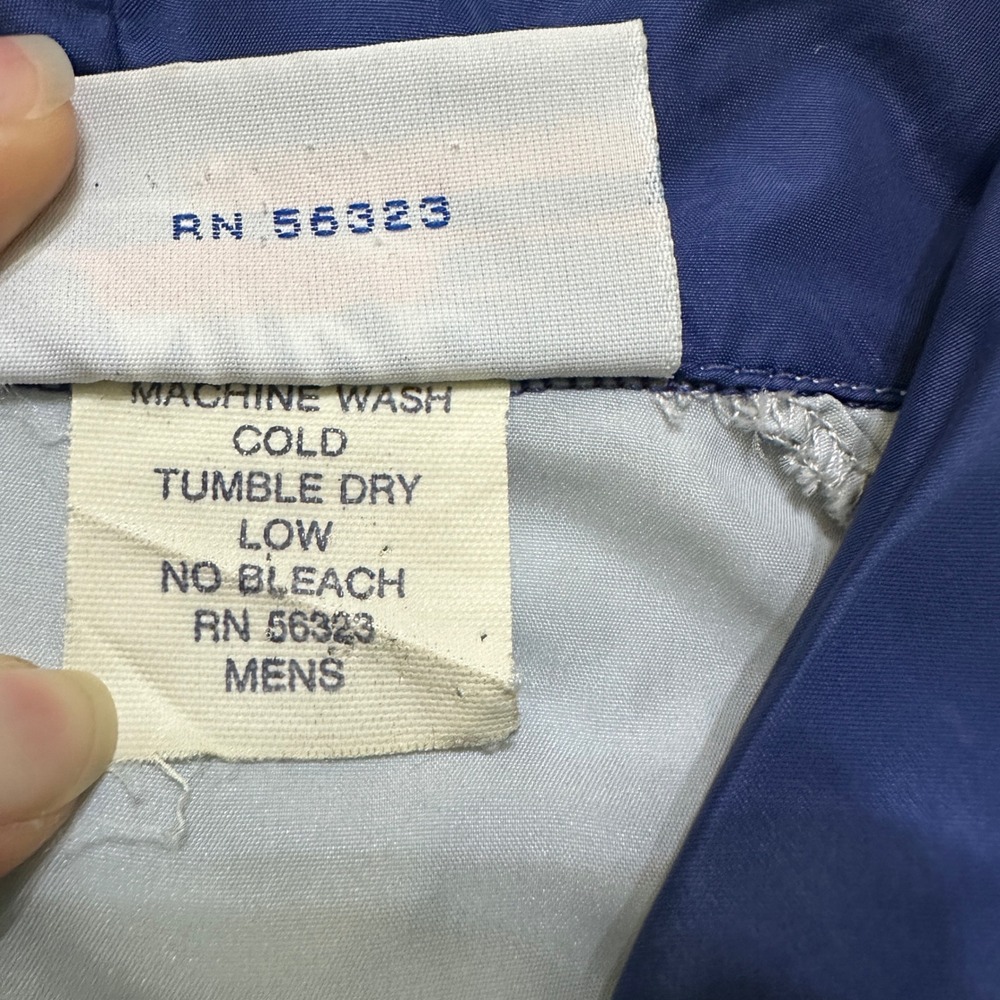 RN 56323
MACHINE WASH
COLD
TUMBLE DRY
LOW
NO BLEACH
RN 56323
MENS